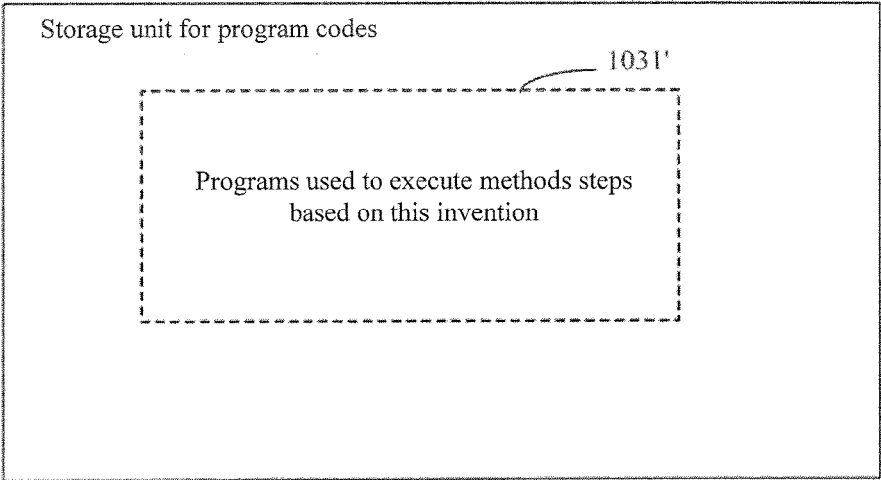 Storage unit for program codes
1031'
Programs used to execute methods steps
based on this invention